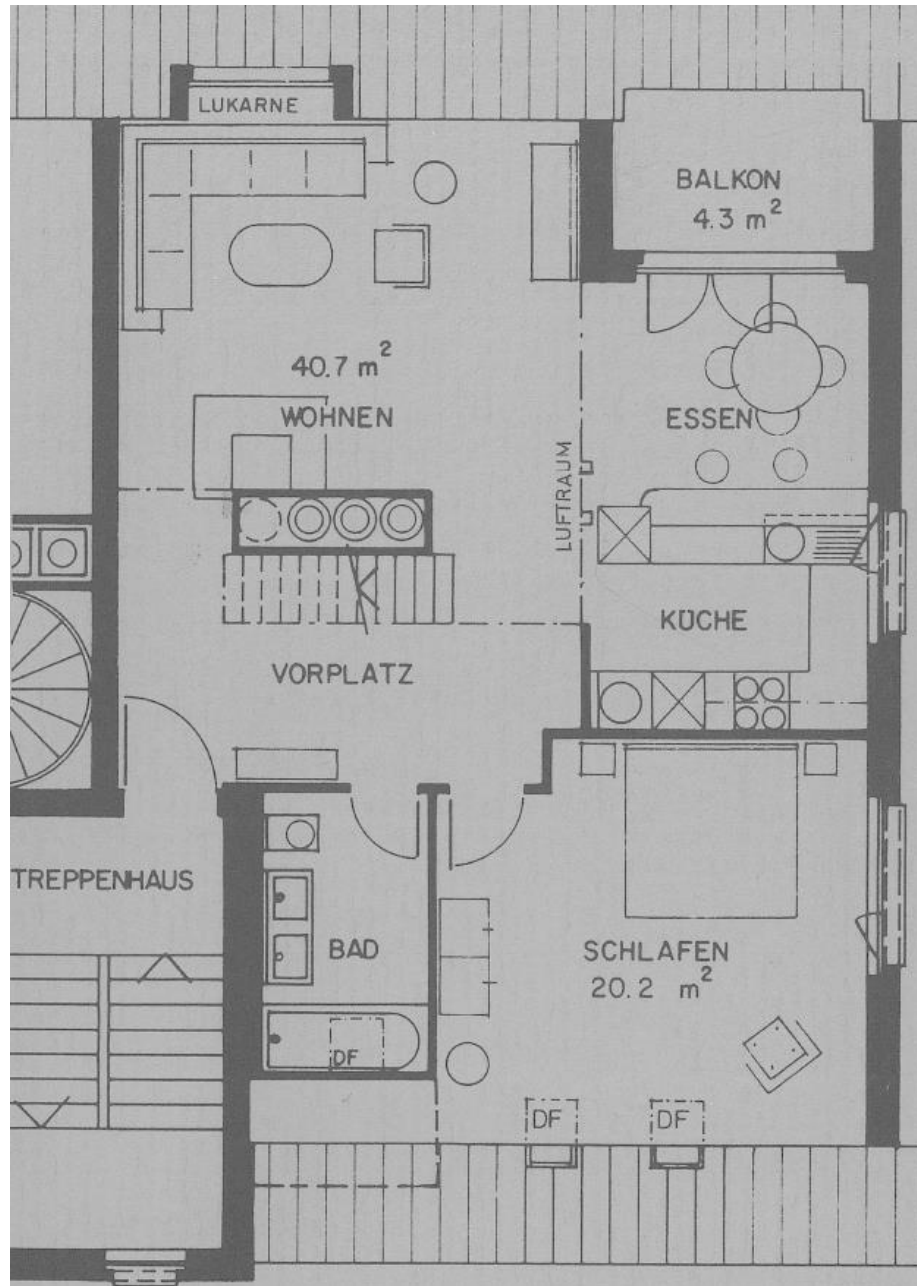 LUKARNE
BALKON
4.3 m²
40.7 m²
WOHNEN
ESSEN
LUFTRAUM
KÜCHE
VORPLATZ
TREPPENHAUS
BAD
SCHLAFEN
20.2 m²
DF
DF
DF